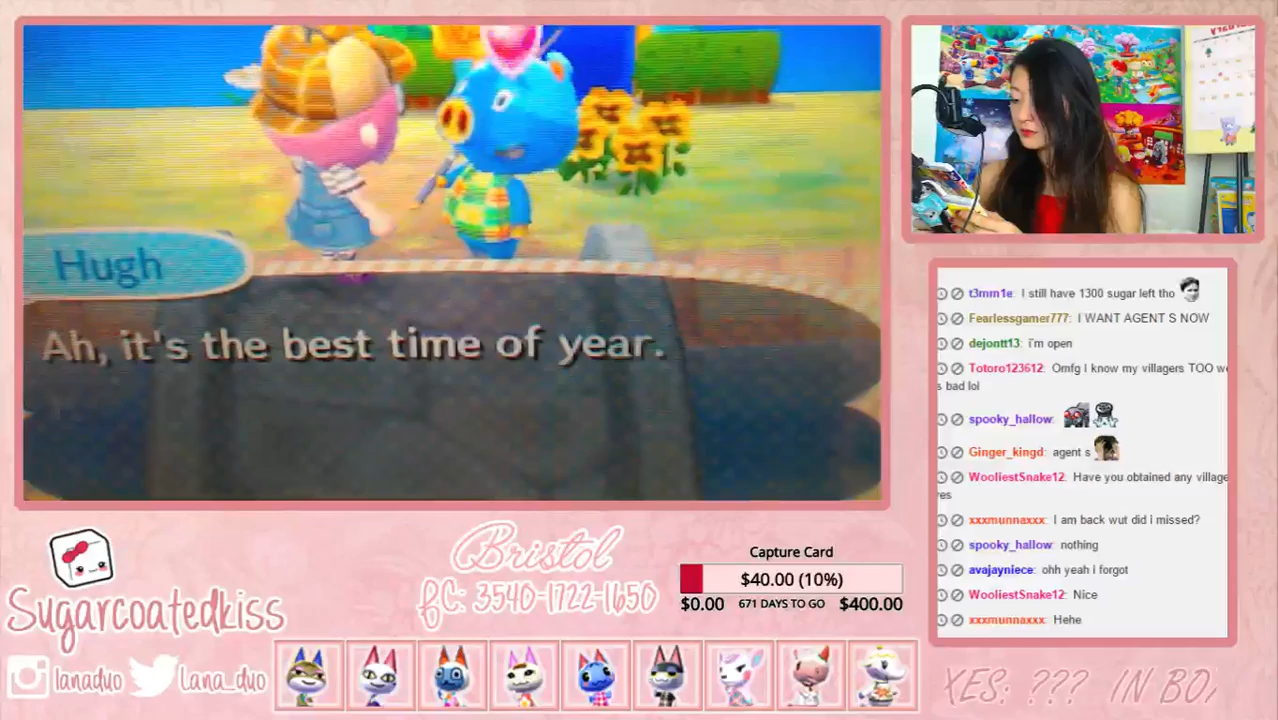 Hugh
Ah, it's the best time of year.
t3mm1e: I still have 1300 sugar left tho
Fearlessgamer777: I WANT AGENT S NOW
dejontt13: i'm open
Totoro123612: Omfg I know my villagers TOO we
s bad lol
spooky_hallow:
Ginger_kingd: agent s
WooliestSnake12: Have you obtained any village
res
xxxmunnaxxx: I am back wut did i missed?
spooky_hallow: nothing
avajayniece: ohh yeah i forgot
WooliestSnake12: Nice
xxxmunnaxxx: Hehe
Sugarcoatedkiss
lanaduo
Lana_duo
Bristol
FC: 3540-1722-1650
Capture Card
$40.00 (10%)
$0.00 671 DAYS TO GO $400.00
XES: ??? IN BO